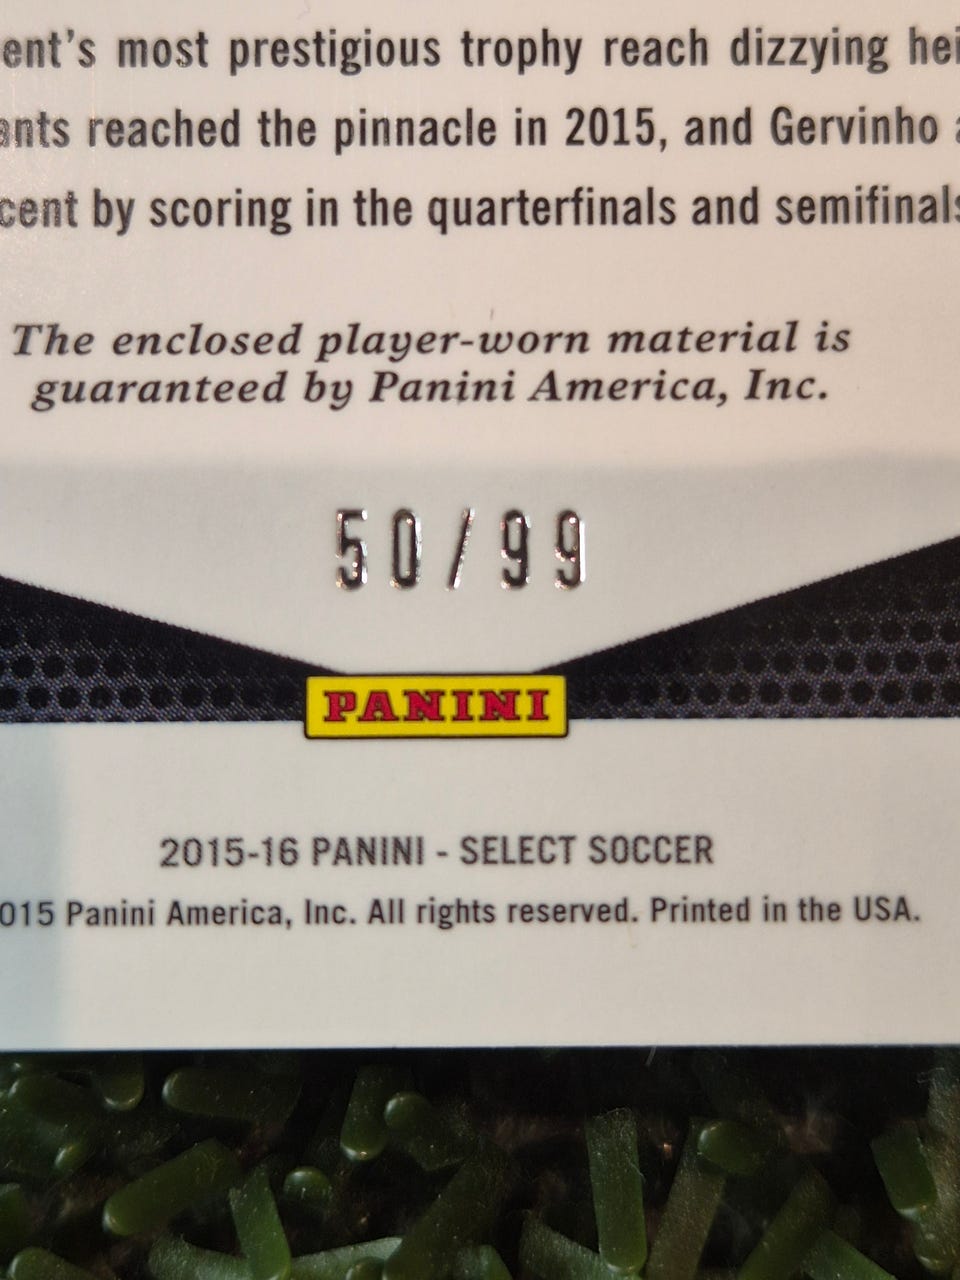 ent's most prestigious trophy reach dizzying hei
ants reached the pinnacle in 2015, and Gervinho a
cent by scoring in the quarterfinals and semifinals
The enclosed player-worn material is
guaranteed by Panini America, Inc.
50/99
PANINI
2015-16 PANINI - SELECT SOCCER
015 Panini America, Inc. All rights reserved. Printed in the USA.